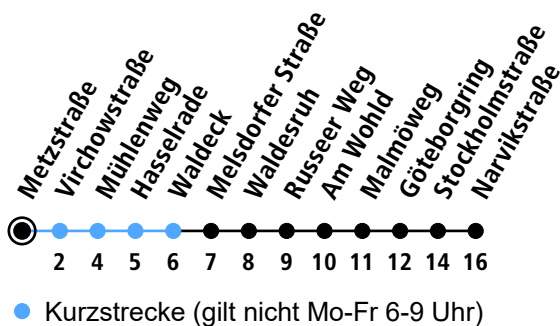 Metzstraße
Virchowstraße
Mühlenweg
Hasselrade
Waldeck
Melsdorfer Straße
Waldesruh
Russeer Weg
Am Wohld
Malmöweg
Göteborgring
Stockholmstraße
Narvikstraße
2 4 5 6 7 8 9 10 11 12 14 16
Kurzstrecke (gilt nicht Mo-Fr 6-9 Uhr)